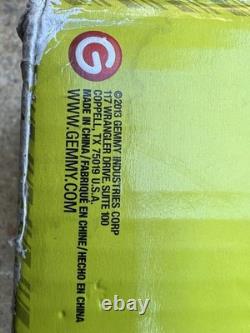 G
©2013 GEMMY INDUSTRIES CORP
117 WRANGLER DRIVE, SUITE 100
COPPELL, TX 75019 U.S.A.
MADE IN CHINA/FABRIQUÉ EN CHINE/HECHO EN CHINA
WWW.GEMMY.COM
ebay